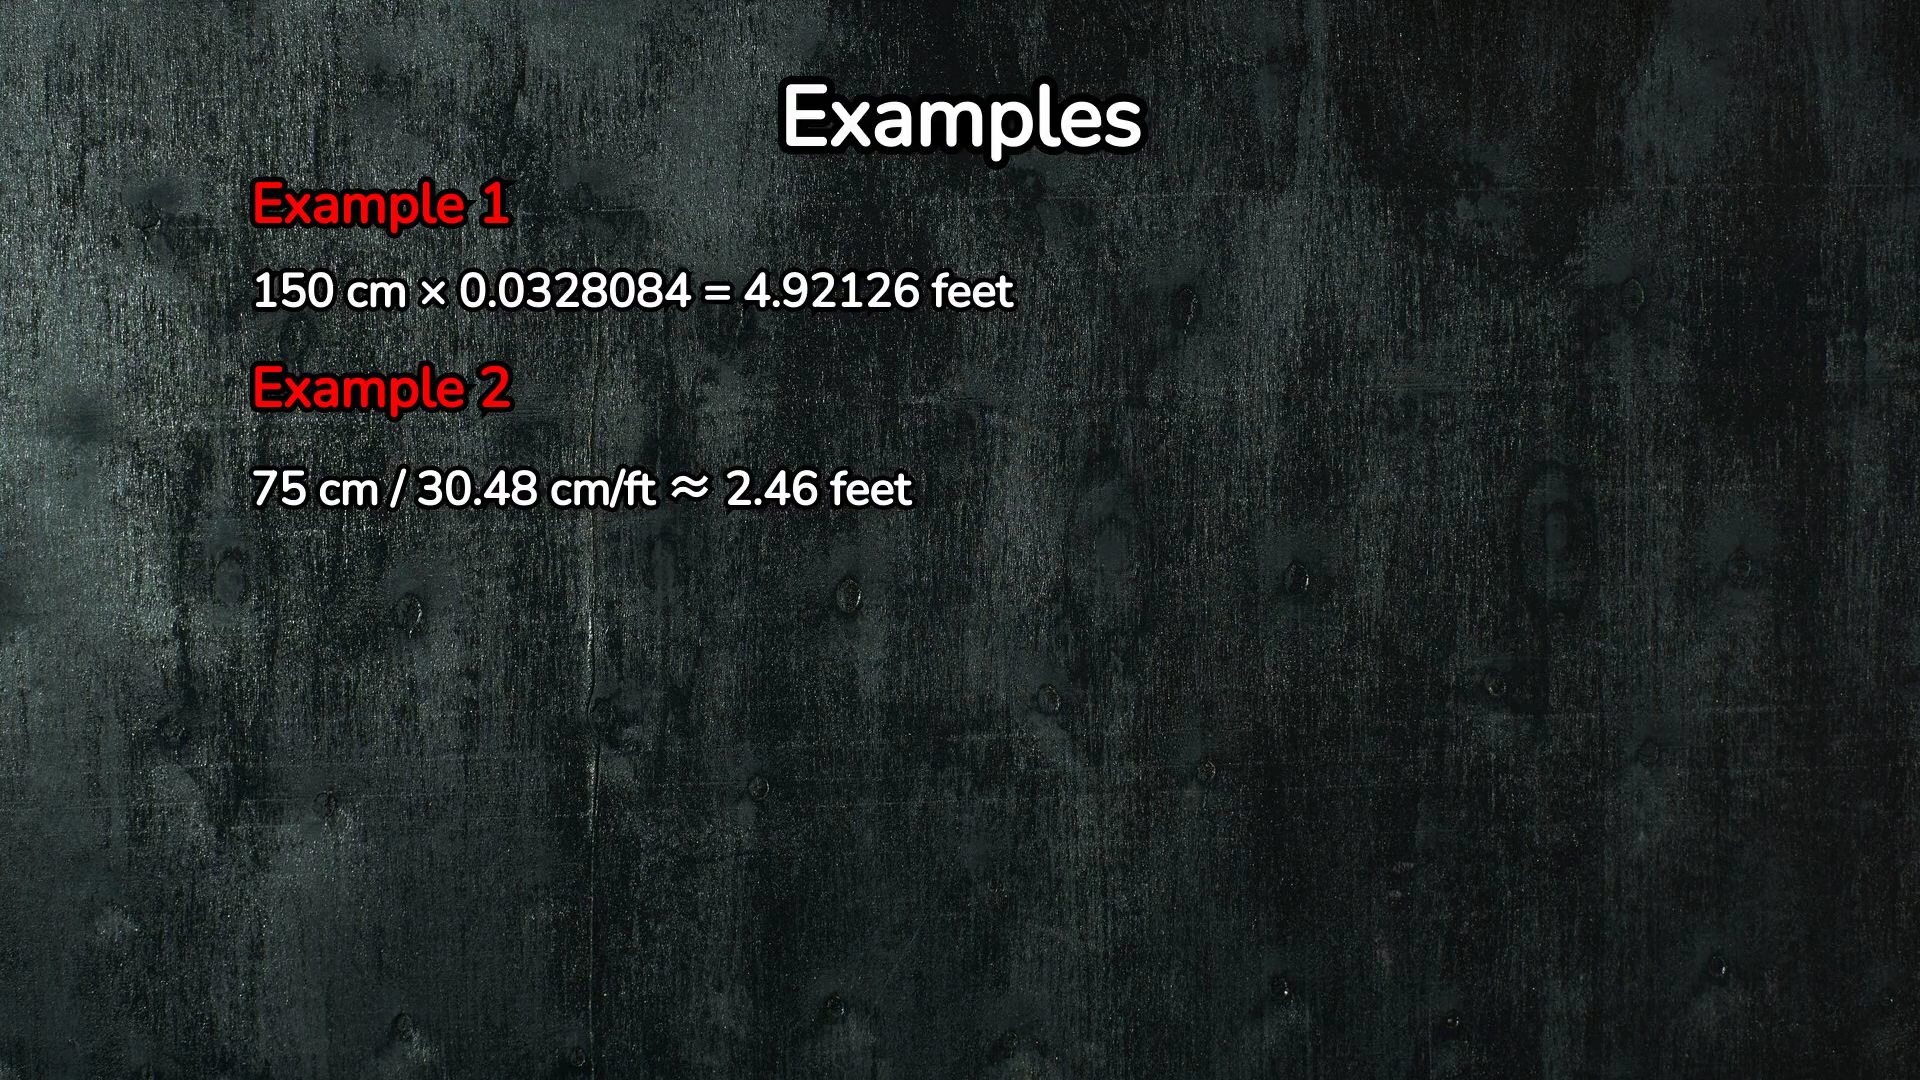 Examples
Example 1
150 cm × 0.0328084 = 4.92126 feet
Example 2
75 cm / 30.48 cm/ft ≈ 2.46 feet